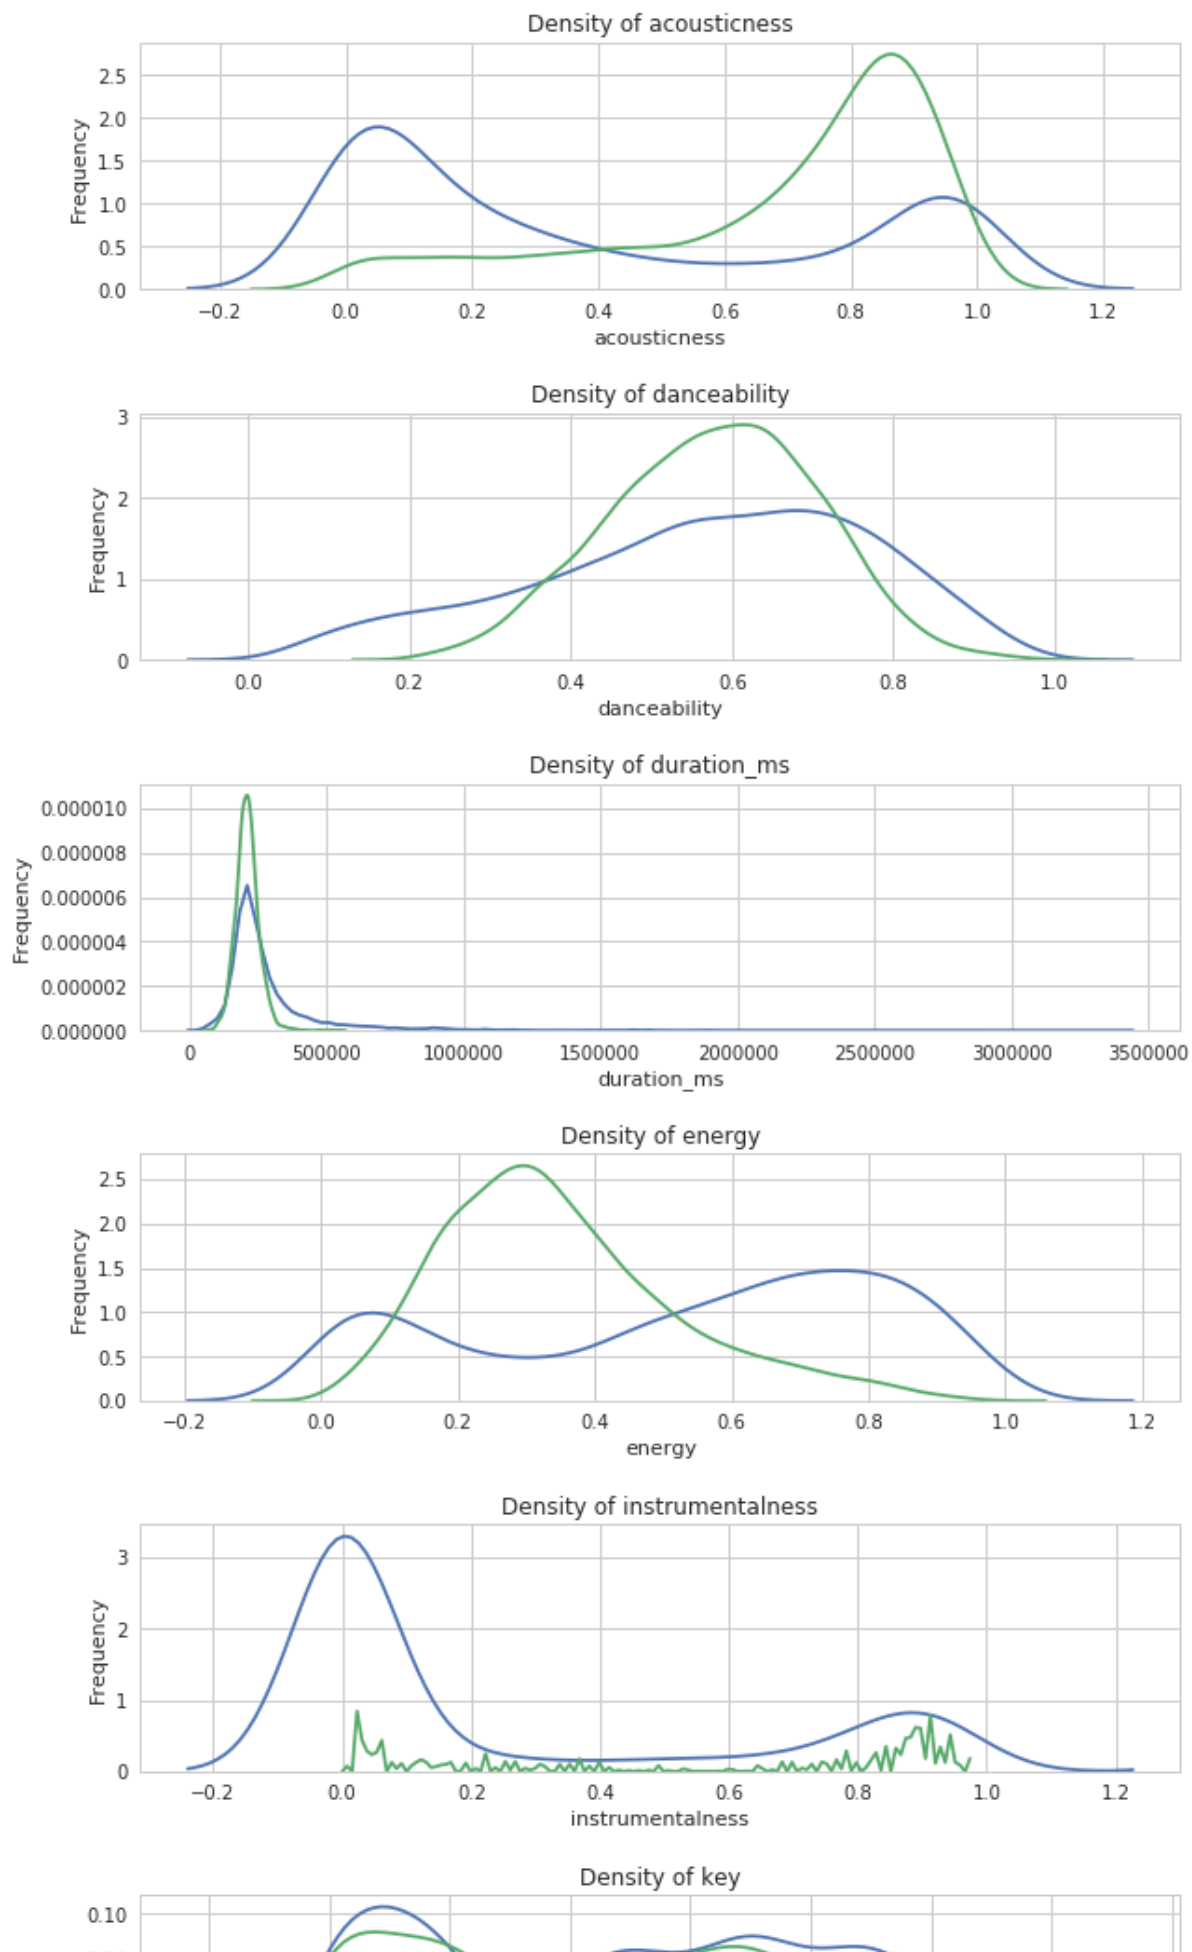 Density of acousticness
2.5
2.0
1.5
1.0
0.5
0.0
Frequency
−0.2 0.0 0.2 0.4 0.6 0.8 1.0 1.2
acousticness
Density of danceability
3
2
1
0
Frequency
0.0 0.2 0.4 0.6 0.8 1.0
danceability
Density of duration_ms
0.000010
0.000008
0.000006
0.000004
0.000002
0.000000
Frequency
0 500000 1000000 1500000 2000000 2500000 3000000 3500000
duration_ms
Density of energy
2.5
2.0
1.5
1.0
0.5
0.0
Frequency
−0.2 0.0 0.2 0.4 0.6 0.8 1.0 1.2
energy
Density of instrumentalness
3
2
1
0
Frequency
−0.2 0.0 0.2 0.4 0.6 0.8 1.0 1.2
instrumentalness
Density of key
0.10